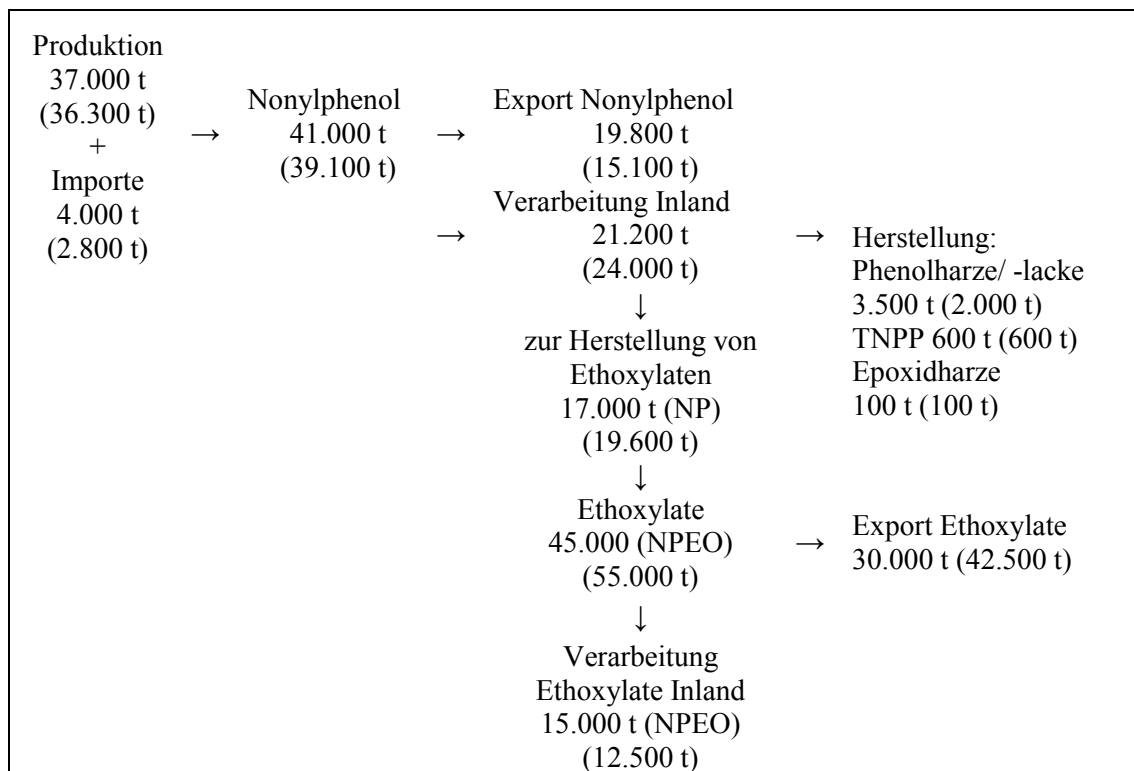 Produktion
37.000 t
(36.300 t)
+
Importe
4.000 t
(2.800 t)
→
Nonylphenol
41.000 t
(39.100 t)
→
Export Nonylphenol
19.800 t
(15.100 t)
→
Verarbeitung Inland
21.200 t
(24.000 t)
→
Herstellung:
Phenolharze/ -lacke
3.500 t (2.000 t)
TNPP 600 t (600 t)
Epoxidharze
100 t (100 t)
↓
zur Herstellung von
Ethoxylaten
17.000 t (NP)
(19.600 t)
↓
Ethoxylate
45.000 (NPEO)
(55.000 t)
→
Export Ethoxylate
30.000 t (42.500 t)
↓
Verarbeitung
Ethoxylate Inland
15.000 t (NPEO)
(12.500 t)